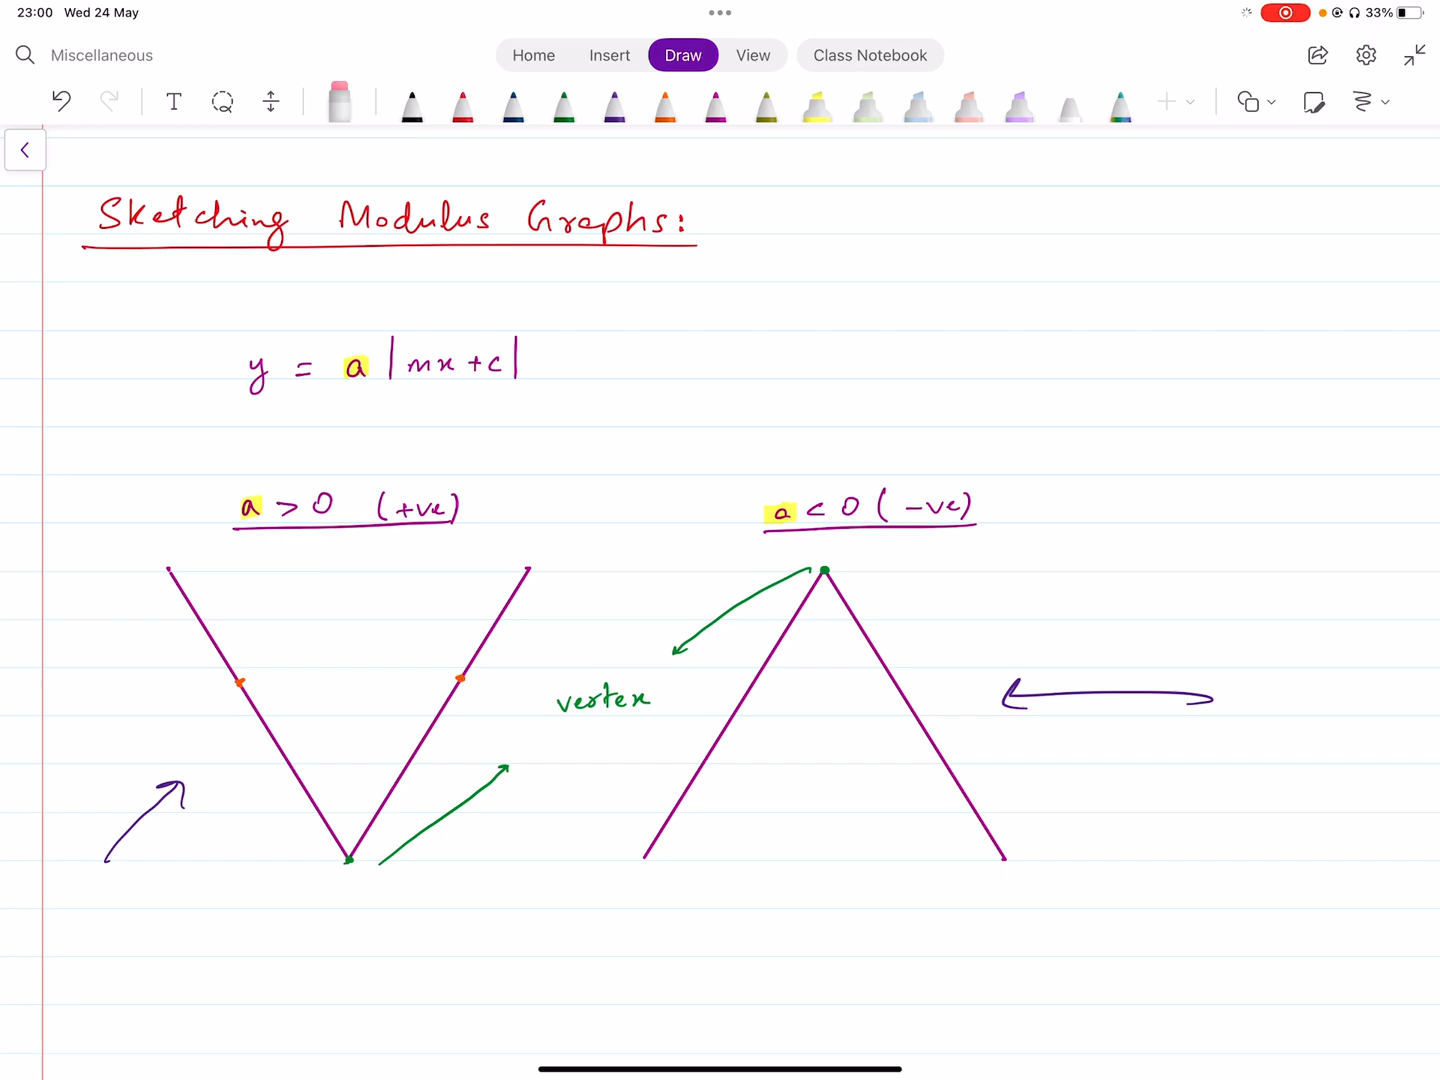 23:00 Wed 24 May
33%
Miscellaneous
Home Insert Draw View Class Notebook
T
Sketching Modulus Graphs:
y = a |mx+c|
a > 0 (+ve)
a < 0 (-ve)
vertex